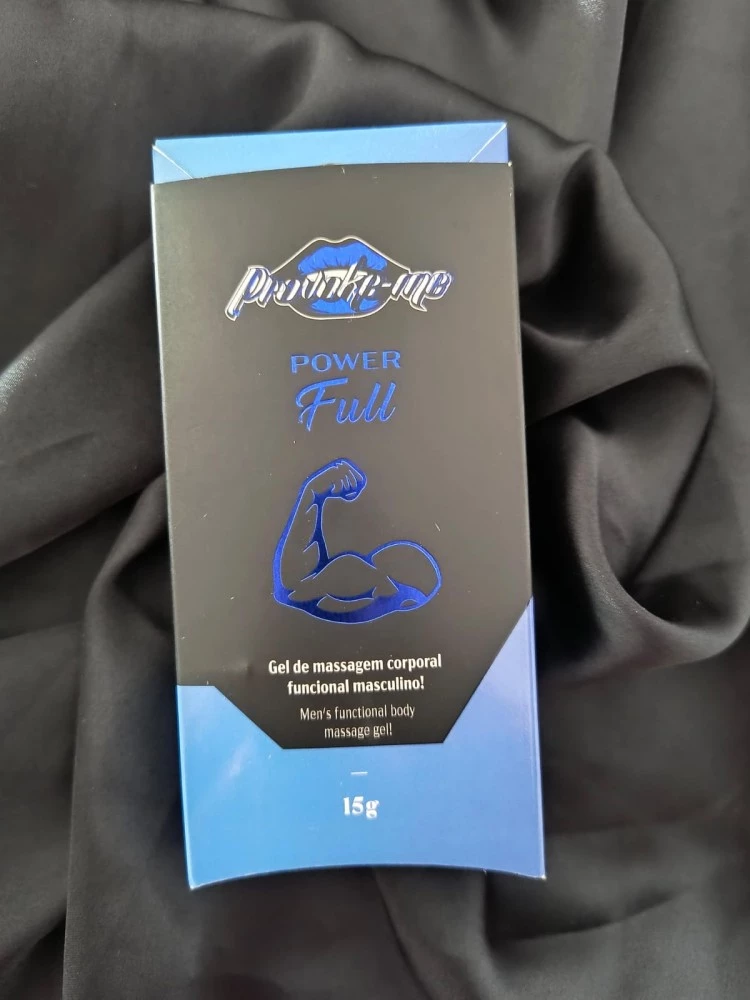 Provoke-me
POWER
Full
Gel de massagem corporal
funcional masculino!
Men's functional body
massage gel!
15g